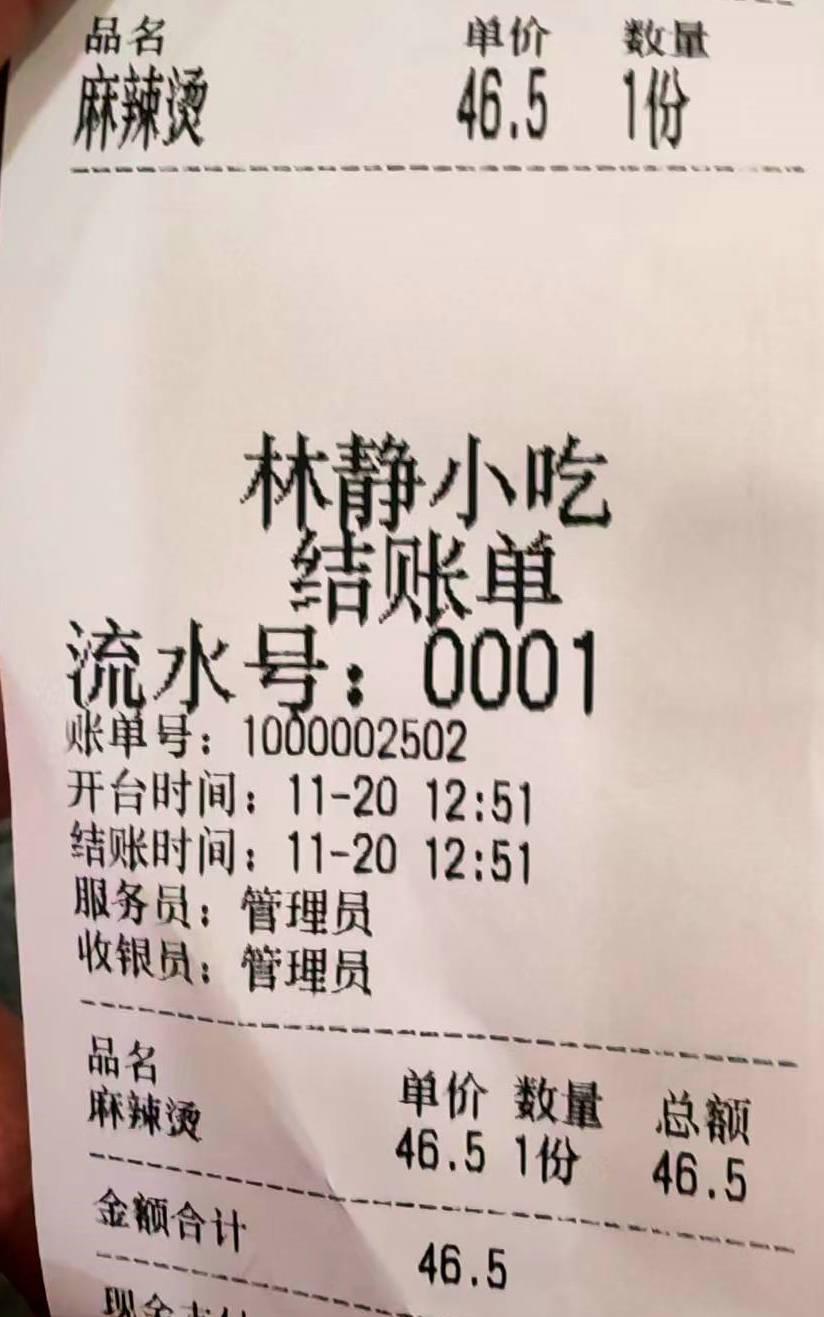 品名 单价 数量
麻辣烫 46.5 1份
林静小吃
结账单
流水号：0001
账单号：1000002502
开台时间：11-20 12:51
结账时间：11-20 12:51
服务员：管理员
收银员：管理员
品名 单价 数量 总额
麻辣烫 46.5 1份 46.5
金额合计 46.5
现金支付